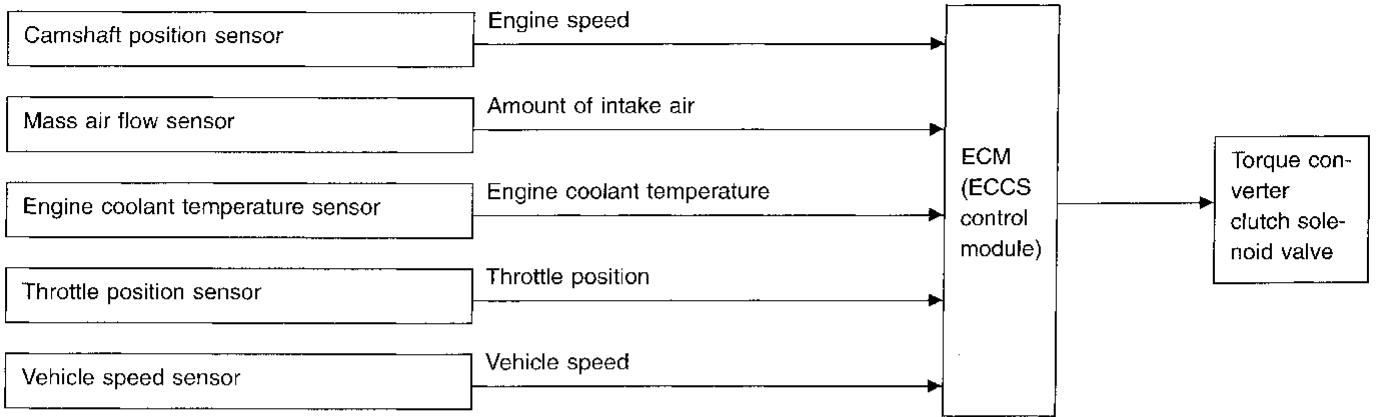 Camshaft position sensor
Engine speed
Mass air flow sensor
Amount of intake air
Engine coolant temperature sensor
Engine coolant temperature
Throttle position sensor
Throttle position
Vehicle speed sensor
Vehicle speed
ECM
(ECCS
control
module)
Torque con-
verter
clutch sole-
noid valve